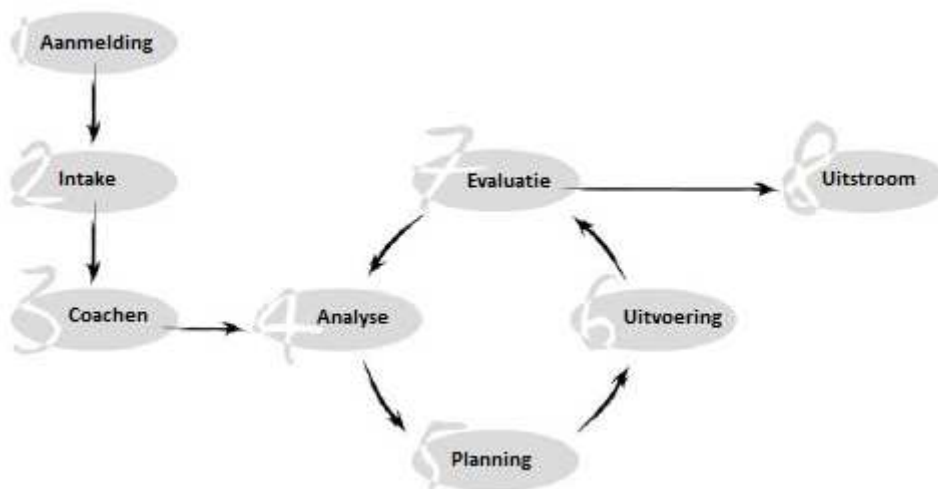 1 Aanmelding
2 Intake
3 Coachen
4 Analyse
5 Planning
6 Uitvoering
7 Evaluatie
8 Uitstroom